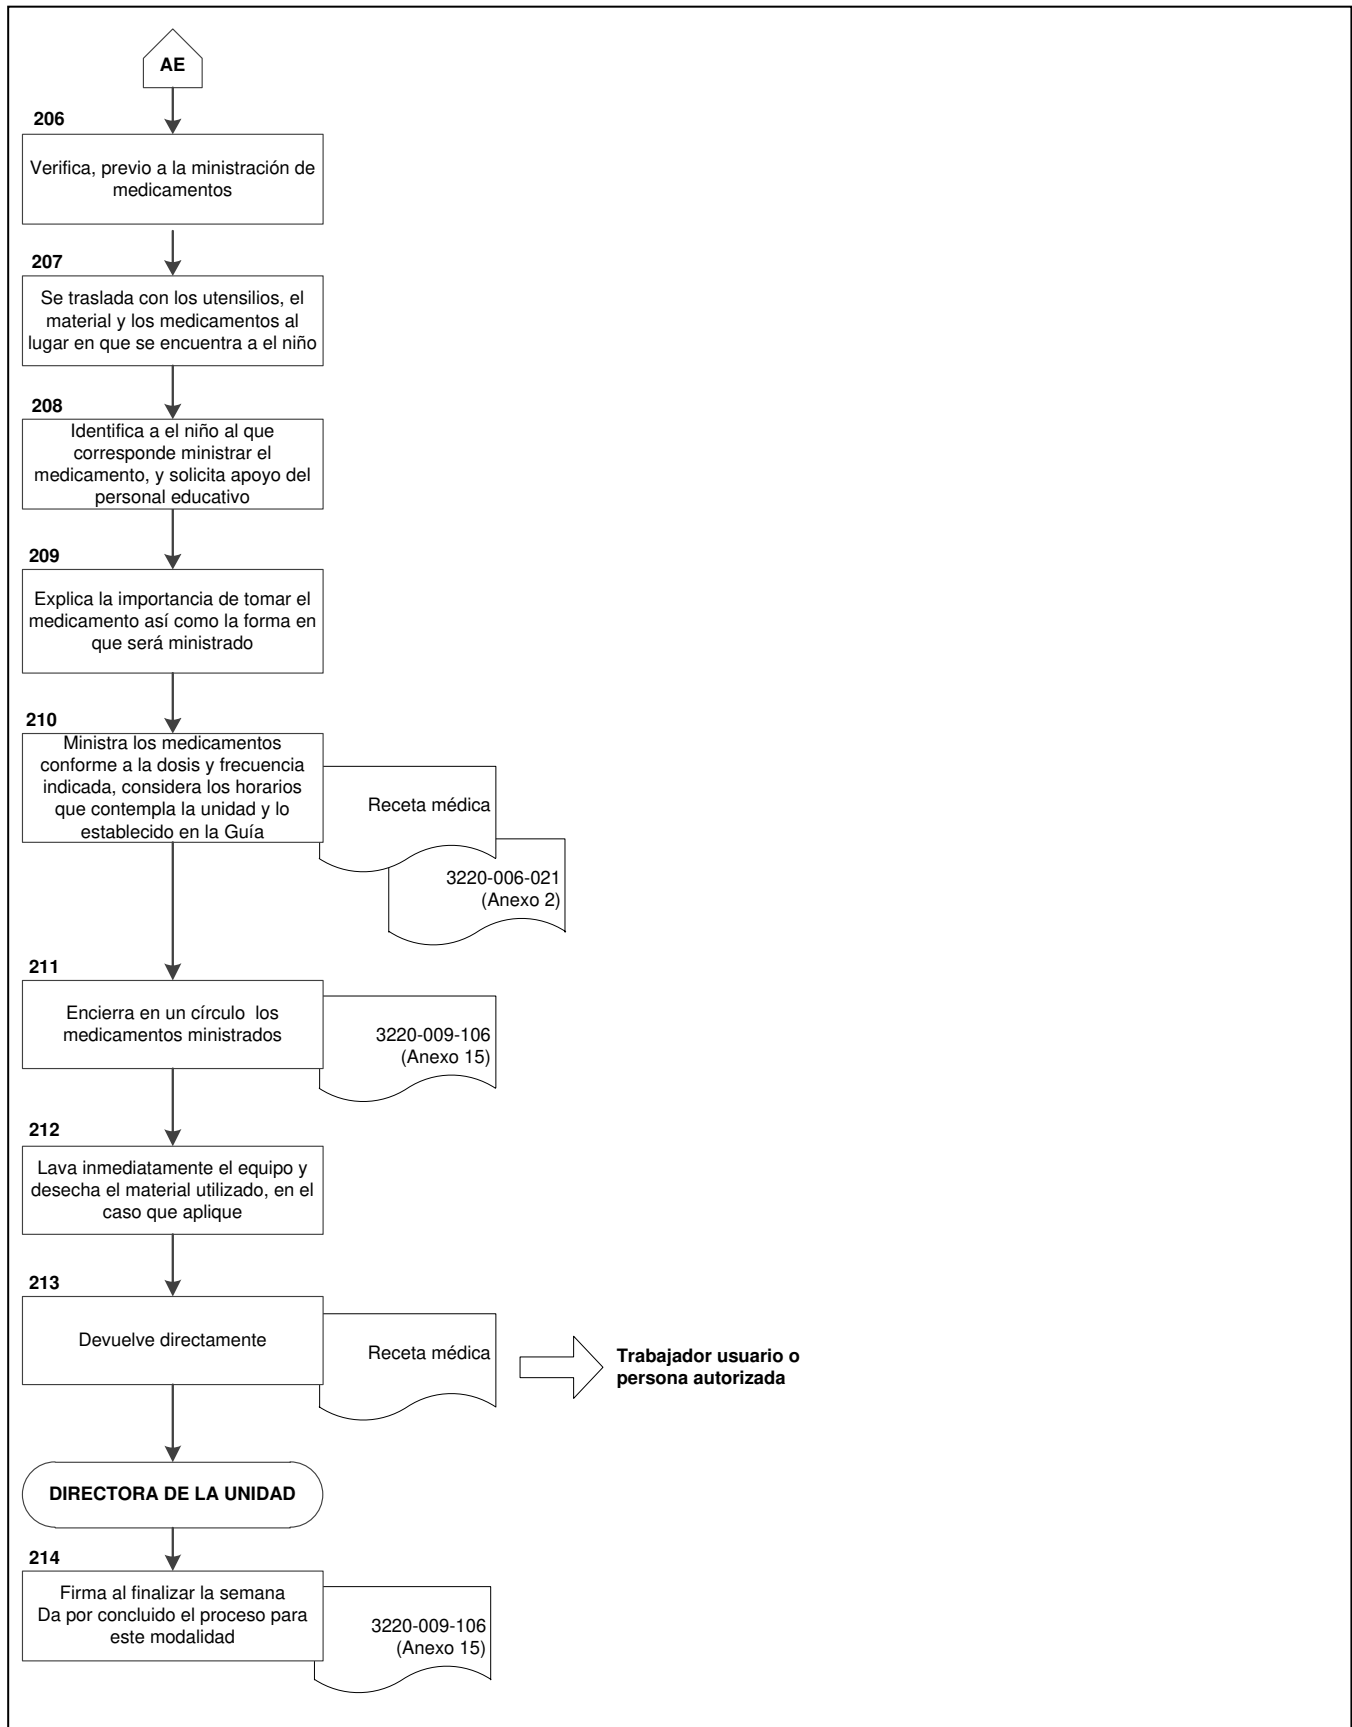 AE
206
Verifica, previo a la ministración de
medicamentos
207
Se traslada con los utensilios, el
material y los medicamentos al
lugar en que se encuentra a el niño
208
Identifica a el niño al que
corresponde ministrar el
medicamento, y solicita apoyo del
personal educativo
209
Explica la importancia de tomar el
medicamento así como la forma en
que será ministrado
210
Ministra los medicamentos
conforme a la dosis y frecuencia
indicada, considera los horarios
que contempla la unidad y lo
establecido en la Guía
Receta médica
3220-006-021
(Anexo 2)
211
Encierra en un círculo los
medicamentos ministrados
3220-009-106
(Anexo 15)
212
Lava inmediatamente el equipo y
desecha el material utilizado, en el
caso que aplique
213
Devuelve directamente
Receta médica
Trabajador usuario o
persona autorizada
DIRECTORA DE LA UNIDAD
214
Firma al finalizar la semana
Da por concluido el proceso para
este modalidad
3220-009-106
(Anexo 15)